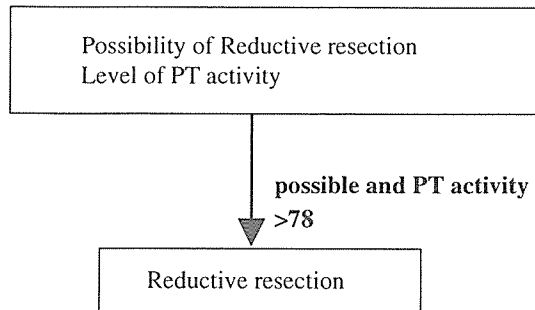 Possibility of Reductive resection
Level of PT activity
possible and PT activity
>78
Reductive resection